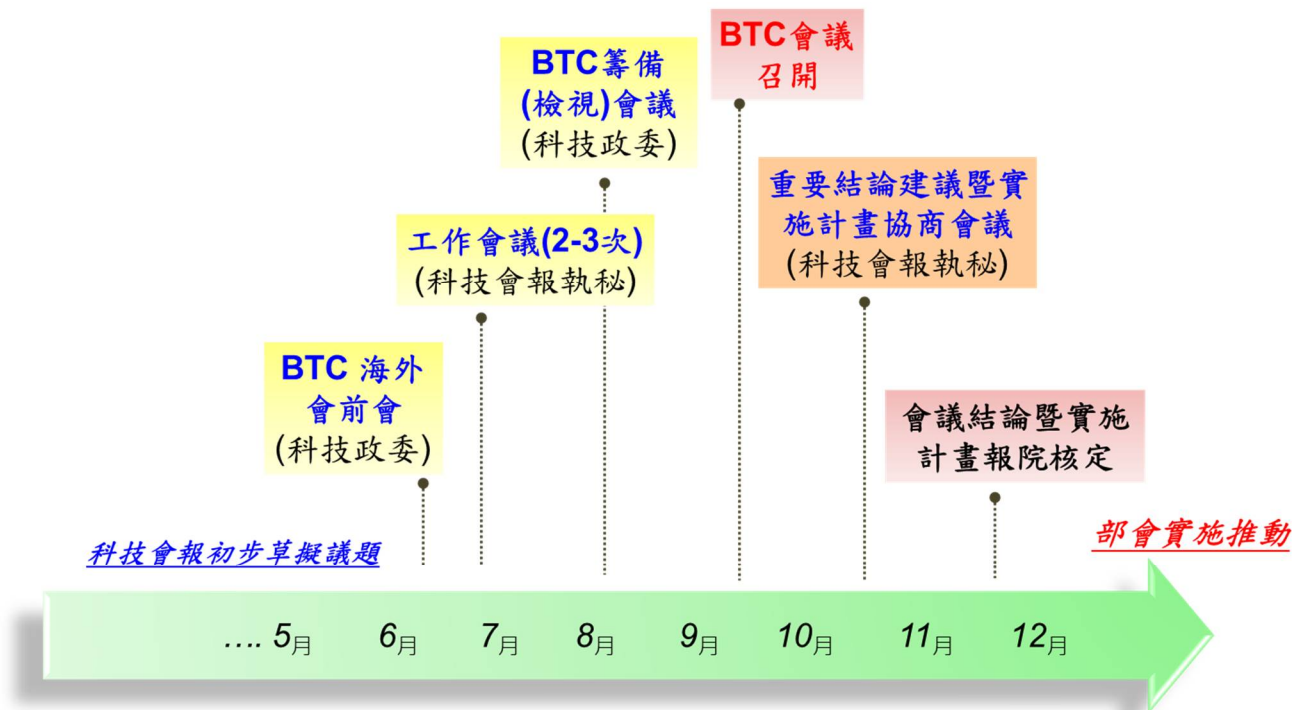 BTC會議
召開
BTC籌備
(檢視)會議
(科技政委)
重要結論建議暨實
施計畫協商會議
(科技會報執秘)
工作會議(2-3次)
(科技會報執秘)
BTC 海外
會前會
(科技政委)
會議結論暨實施
計畫報院核定
科技會報初步草擬議題
部會實施推動
.... 5月 6月 7月 8月 9月 10月 11月 12月